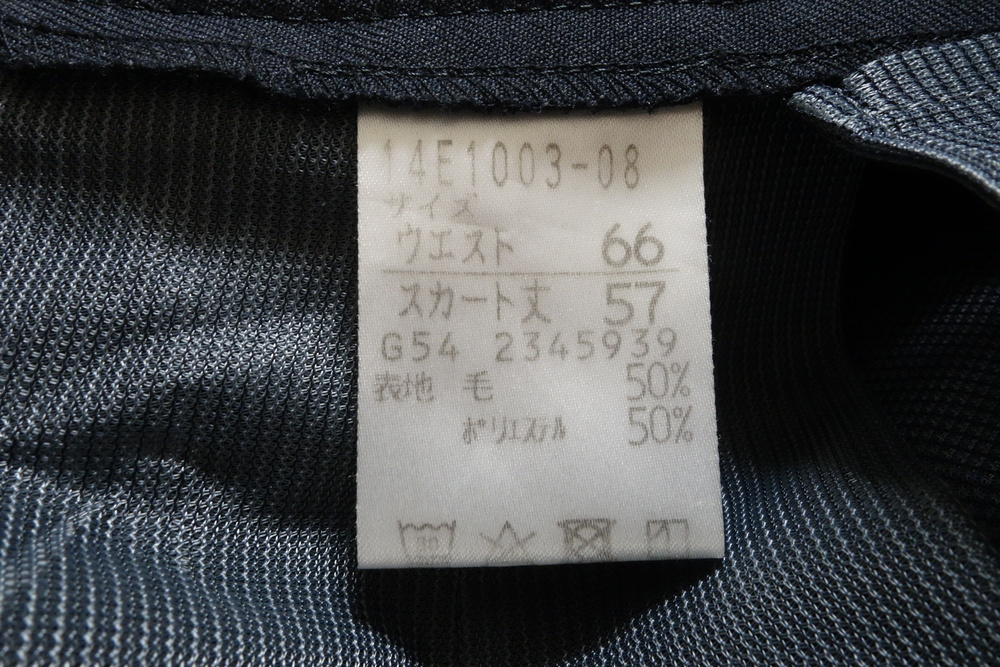 14E1003-08
サイズ
ウエスト 66
スカート丈 57
G54 2345939
表地 毛 50%
ポリエステル 50%